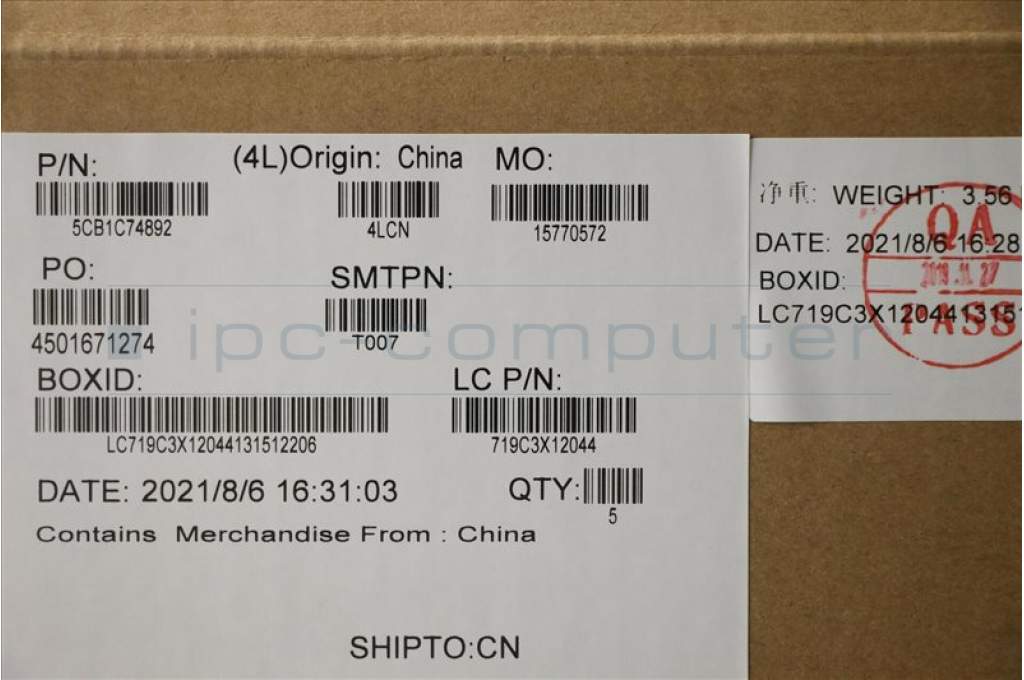 P/N: (4L)Origin: China MO:
5CB1C74892 4LCN 15770572
PO: SMTPN:
4501671274 T007
BOXID: LC P/N:
LC719C3X12044131512206 719C3X12044
DATE: 2021/8/6 16:31:03 QTY:
5
Contains Merchandise From : China
SHIPTO:CN
净重: WEIGHT: 3.56
DATE: 2021/8/6 16:28
BOXID:
LC719C3X120441315
QA
PASS
ipc-computer